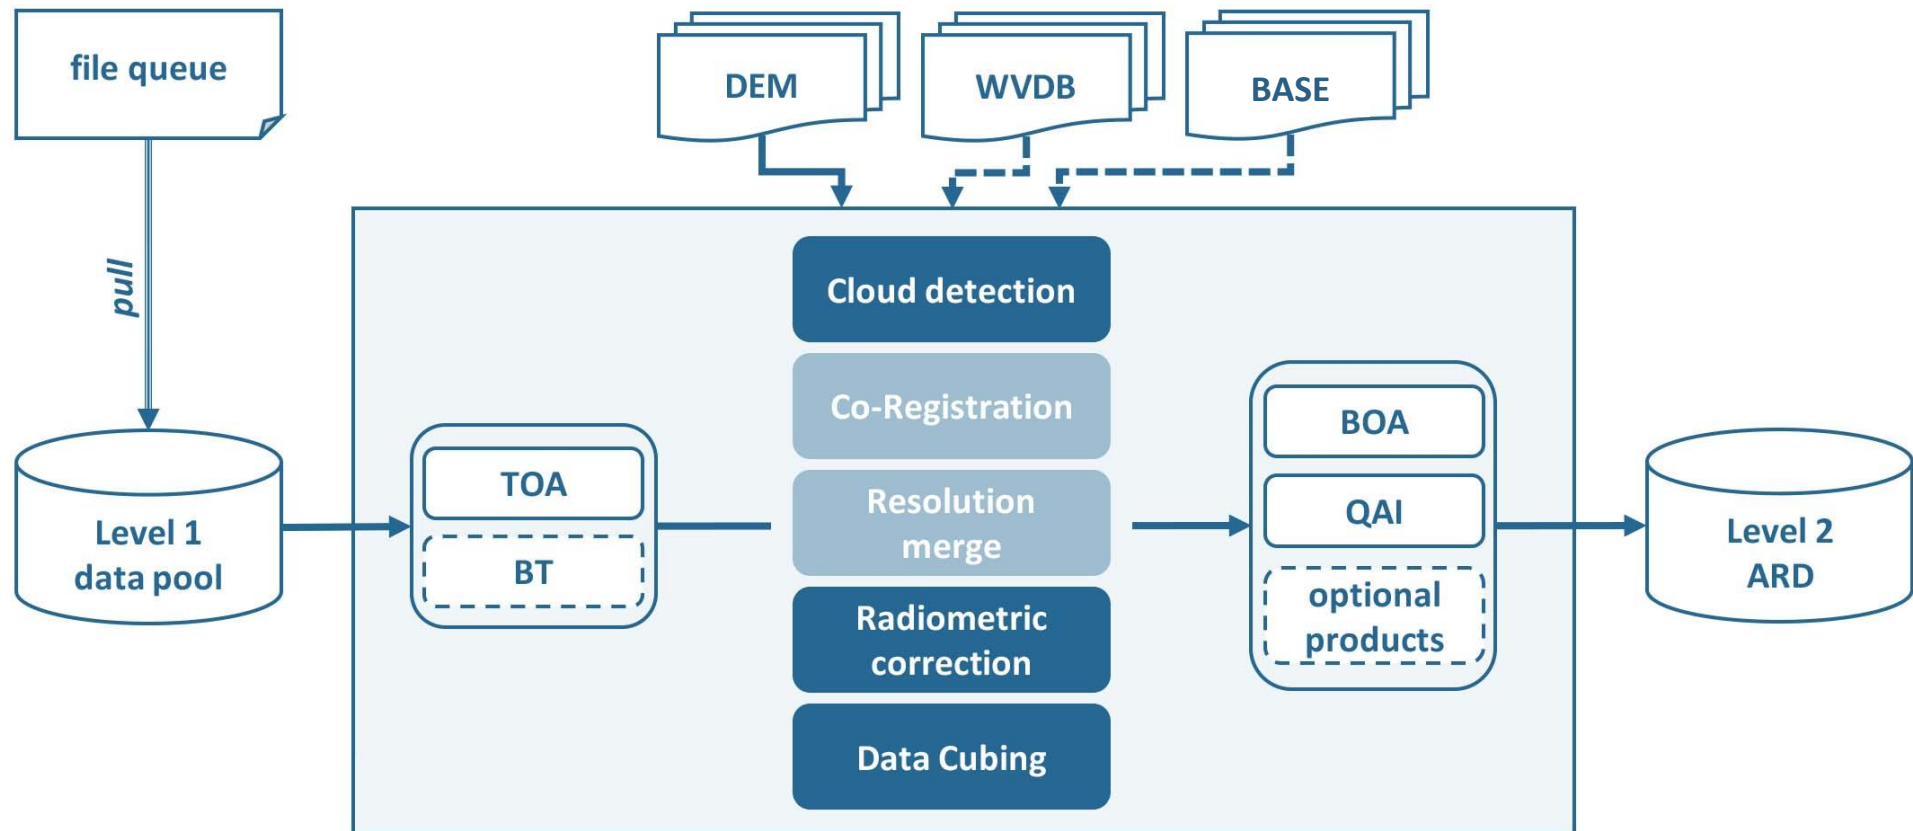 file queue
DEM
WVDB
BASE
pull
Cloud detection
Co-Registration
Resolution
merge
Radiometric
correction
Data Cubing
Level 1
data pool
TOA
BT
BOA
QAI
optional
products
Level 2
ARD